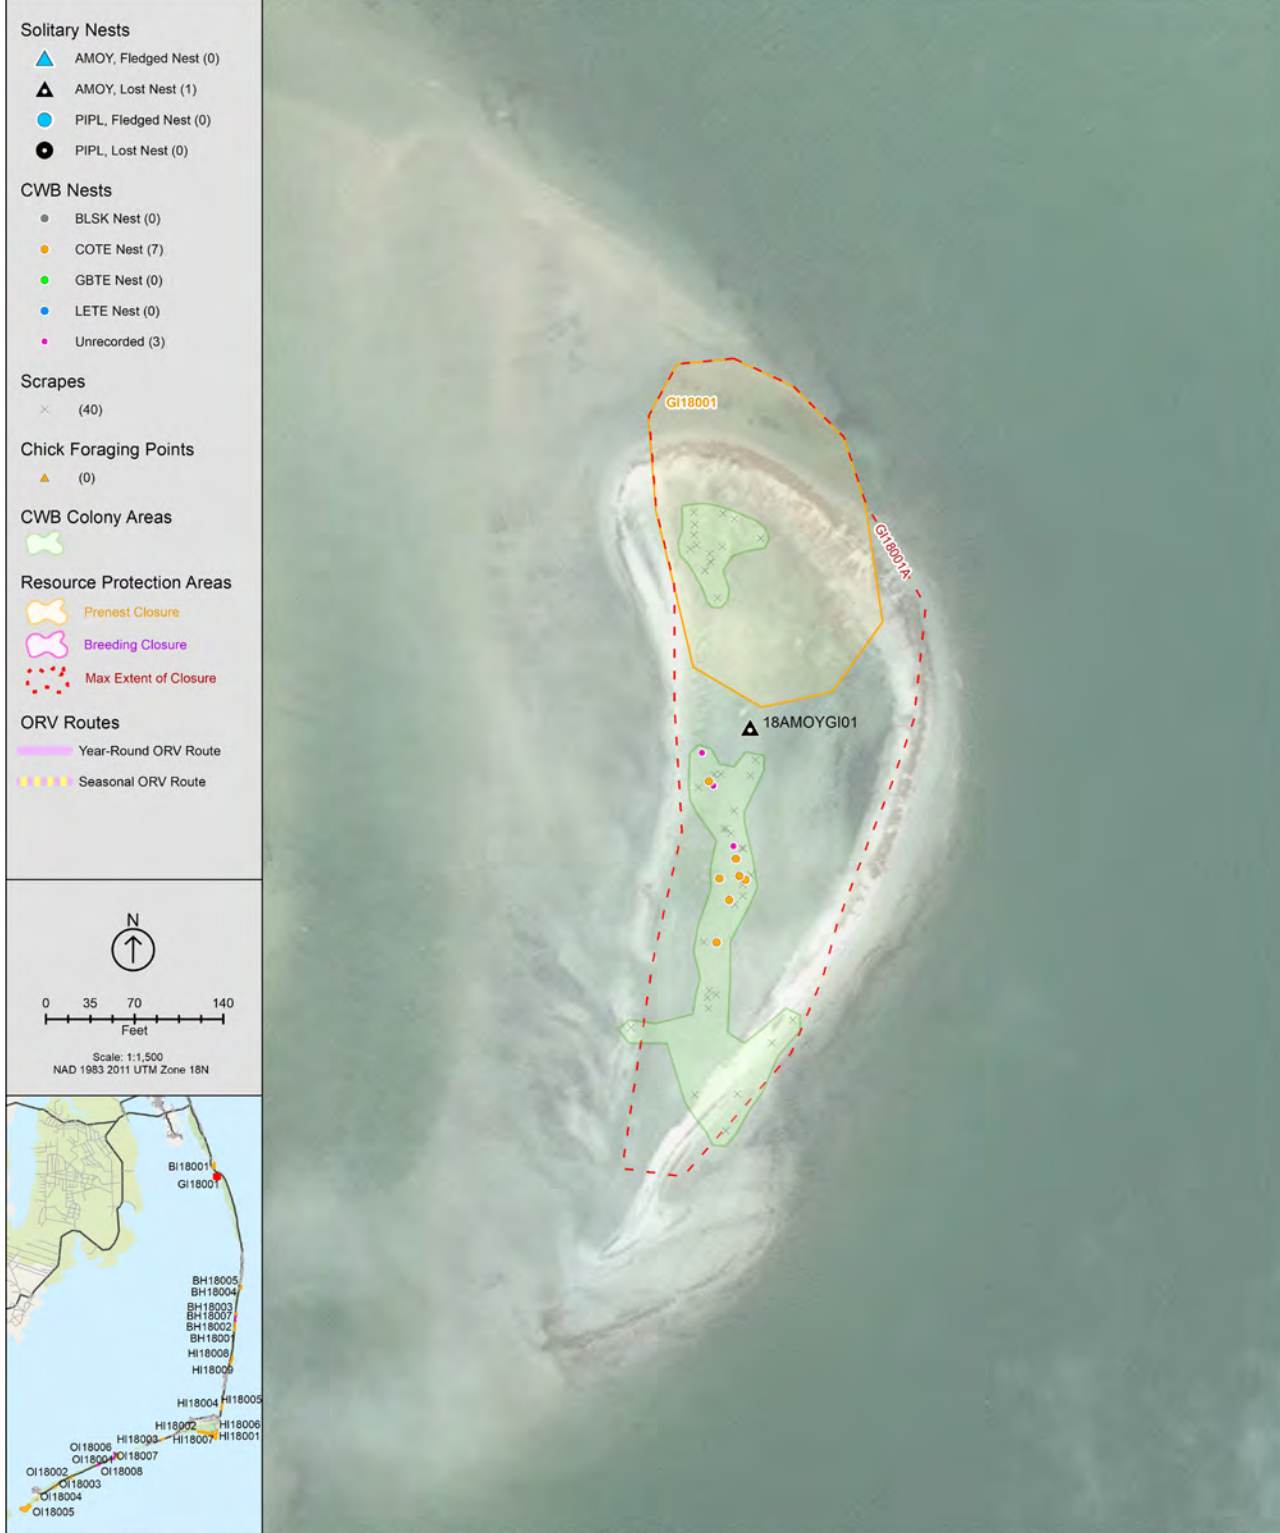 Solitary Nests
AMOY, Fledged Nest (0)
AMOY, Lost Nest (1)
PIPL, Fledged Nest (0)
PIPL, Lost Nest (0)
CWB Nests
BLSK Nest (0)
COTE Nest (7)
GBTE Nest (0)
LETE Nest (0)
Unrecorded (3)
Scrapes
(40)
Chick Foraging Points
(0)
CWB Colony Areas
Resource Protection Areas
Prenest Closure
Breeding Closure
Max Extent of Closure
ORV Routes
Year-Round ORV Route
Seasonal ORV Route
N
0 35 70 140
Feet
Scale: 1:1,500
NAD 1983 2011 UTM Zone 18N
BI18001
GI18001
BH18005
BH18004
BH18003
BH18007
BH18002
BH18001
HI18008
HI18009
HI18004 HI18005
HI18002 HI18006
HI18003 HI18007 HI18001
OI18006
OI18001 OI18007
OI18002 OI18008
OI18003
OI18004
OI18005
GI18001
GI18001A
18AMOYGI01